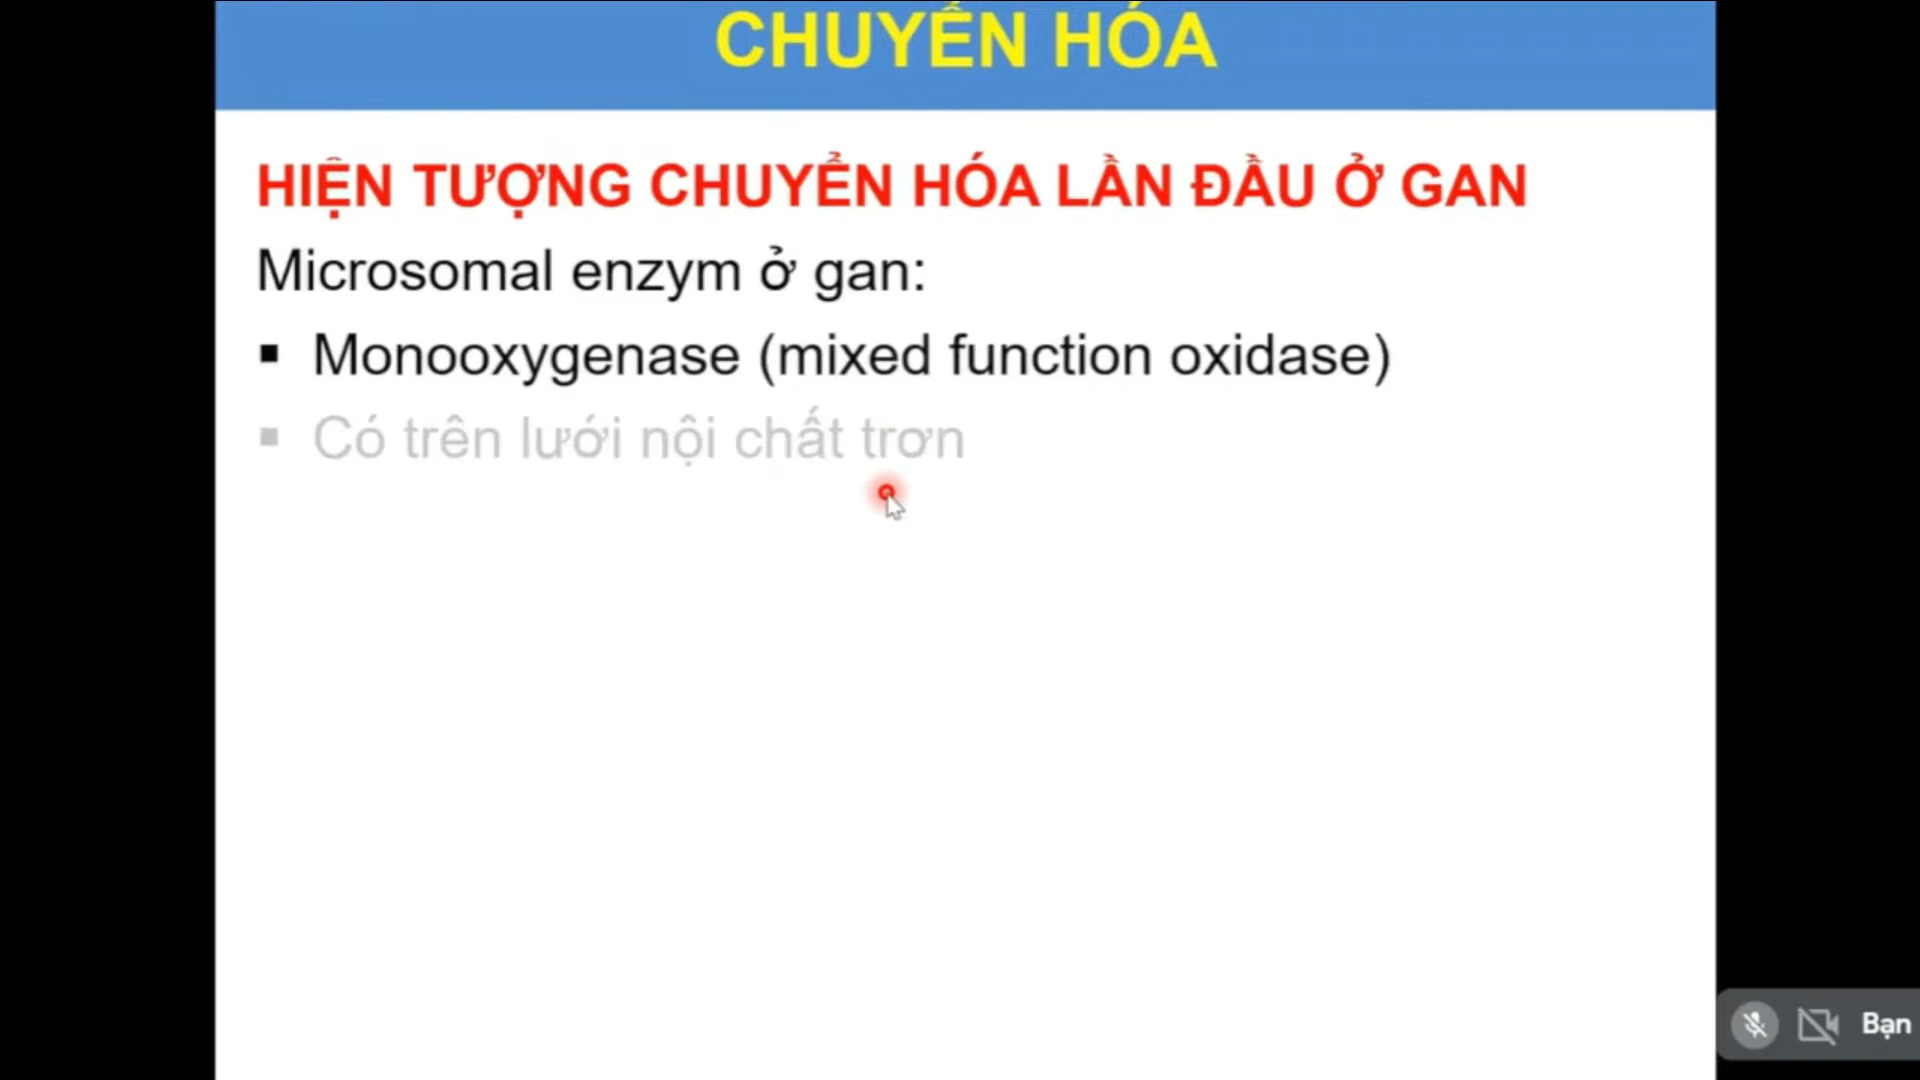 CHUYỂN HÓA
HIỆN TƯỢNG CHUYỂN HÓA LẦN ĐẦU Ở GAN
Microsomal enzym ở gan:
▪ Monooxygenase (mixed function oxidase)
▪ Có trên lưới nội chất trơn
Bạn